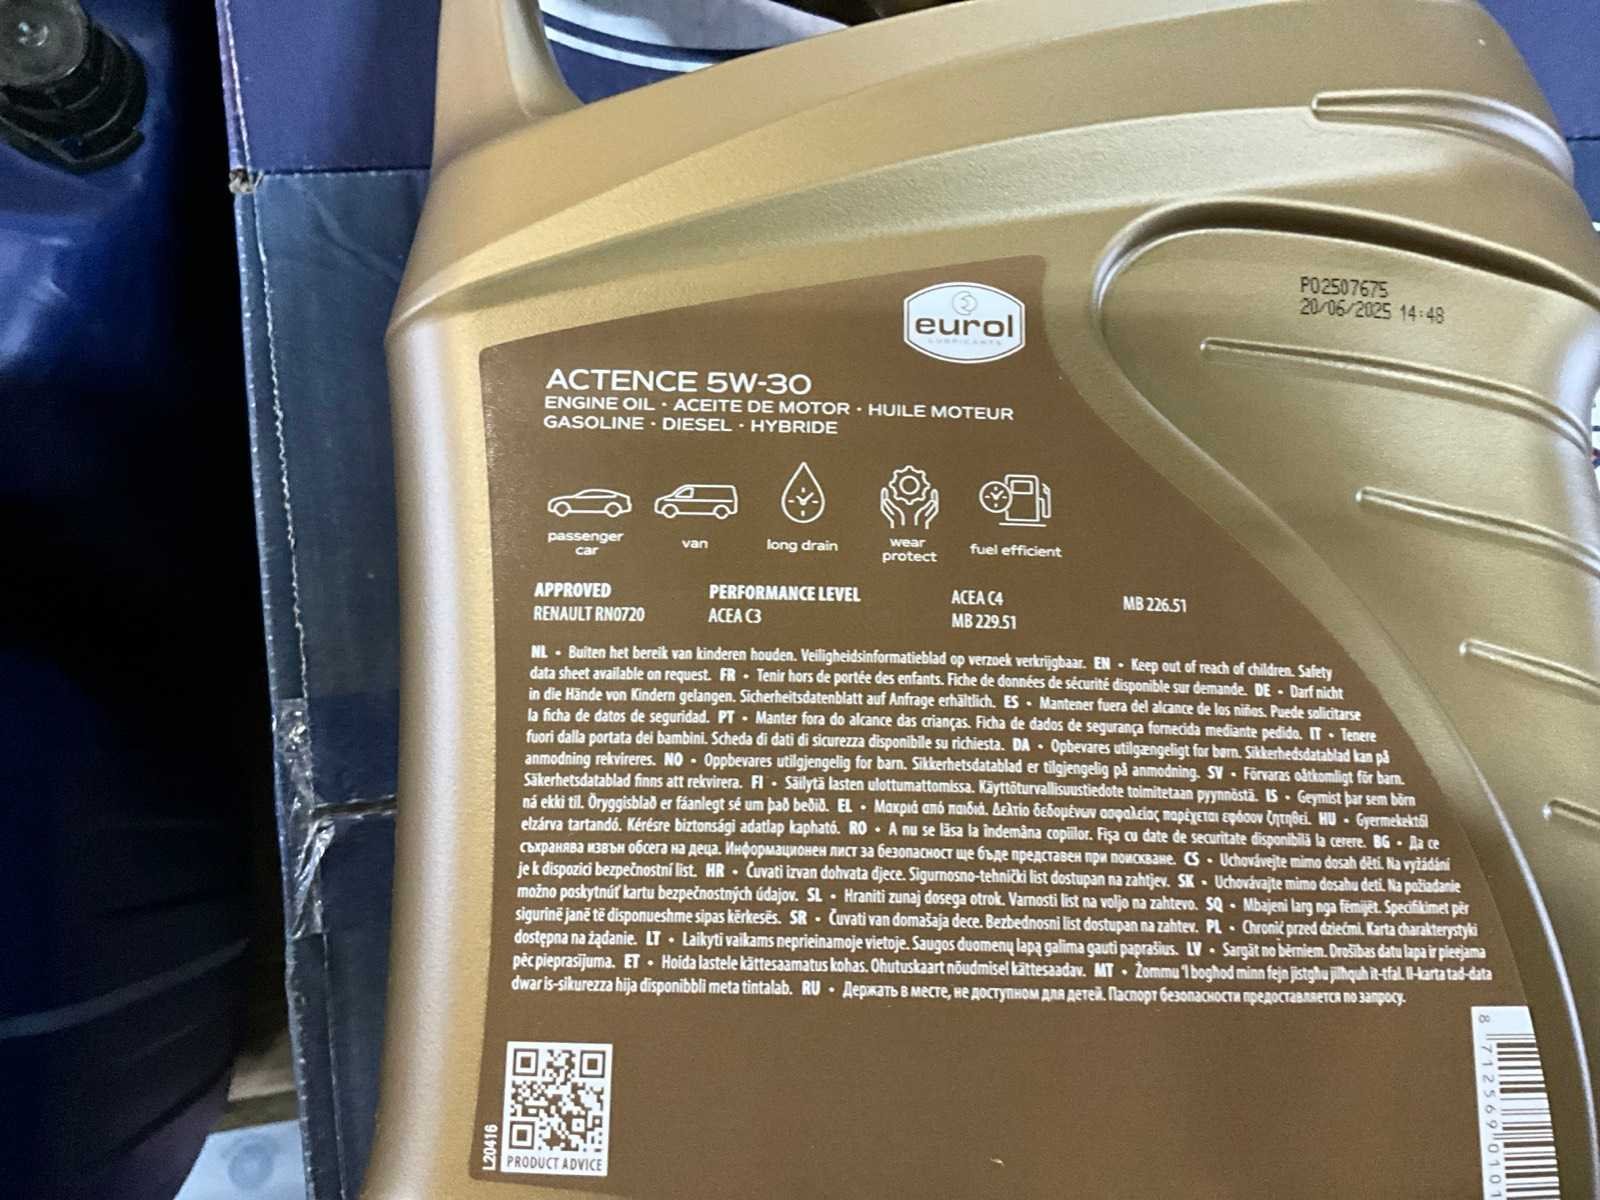 PO2507675
20/06/2025 14:48
eurol
LUBRICANTS
ACTENCE 5W-30
ENGINE OIL · ACEITE DE MOTOR · HUILE MOTEUR
GASOLINE · DIESEL · HYBRIDE
passenger car
van
long drain
wear protect
fuel efficient
APPROVED
RENAULT RN0720
PERFORMANCE LEVEL
ACEA C3
ACEA C4
MB 229.51
MB 226.51
NL • Buiten het bereik van kinderen houden. Veiligheidsinformatieblad op verzoek verkrijgbaar. EN • Keep out of reach of children. Safety
data sheet available on request. FR • Tenir hors de portée des enfants. Fiche de données de sécurité disponible sur demande. DE • Darf nicht
in die Hände von Kindern gelangen. Sicherheitsdatenblatt auf Anfrage erhältlich. ES • Mantener fuera del alcance de los niños. Puede solicitarse
la ficha de datos de seguridad. PT • Manter fora do alcance das crianças. Ficha de dados de segurança fornecida mediante pedido. IT • Tenere
fuori dalla portata dei bambini. Scheda di dati di sicurezza disponibile su richiesta. DA • Opbevares utilgængeligt for børn. Sikkerhedsdatablad kan på
anmodning rekvireres. NO • Oppbevares utilgjengelig for barn. Sikkerhetsdatablad er tilgjengelig på anmodning. SV • Förvaras oåtkomligt för barn.
Säkerhetsdatablad finns att rekvirera. FI • Säilytä lasten ulottumattomissa. Käyttöturvallisuustiedote toimitetaan pyynnöstä. IS • Geymist þar sem börn
ná ekki til. Öryggisblað er fáanlegt sé um það beðið. EL • Μακριά από παιδιά. Δελτίο δεδομένων ασφαλείας παρέχεται εφόσον ζητηθεί. HU • Gyermekektől
elzárva tartandó. Kérésre biztonsági adatlap kapható. RO • A nu se lăsa la îndemâna copiilor. Fișa cu date de securitate disponibilă la cerere. BG • Да се
съхранява извън обсега на деца. Информационен лист за безопасност ще бъде представен при поискване. CS • Uchovávejte mimo dosah dětí. Na vyžádání
je k dispozici bezpečnostní list. HR • Čuvati izvan dohvata djece. Sigurnosno-tehnički list dostupan na zahtjev. SK • Uchovávajte mimo dosahu detí. Na požiadanie
možno poskytnúť kartu bezpečnostných údajov. SL • Hraniti zunaj dosega otrok. Varnosti list na voljo na zahtevo. SQ • Mbajeni larg nga fëmijët. Specifikimet për
sigurinë janë të disponueshme sipas kërkesës. SR • Čuvati van domašaja dece. Bezbednosni list dostupan na zahtev. PL • Chronić przed dziećmi. Karta charakterystyki
dostępna na żądanie. LT • Laikyti vaikams neprieinamoje vietoje. Saugos duomenų lapą galima gauti paprašius. LV • Sargāt no bērniem. Drošības datu lapa ir pieejama
pēc pieprasījuma. ET • Hoida lastele kättesaamatus kohas. Ohutuskaart nõudmisel kättesaadav. MT • Żommu 'l boghod minn fejn jistghu jilhquh it-tfal. Il-karta tad-data
dwar is-sikurezza hija disponibbli meta tintalab. RU • Держать в месте, не доступном для детей. Паспорт безопасности предоставляется по запросу.
L20416
PRODUCT ADVICE
8 712569 0101